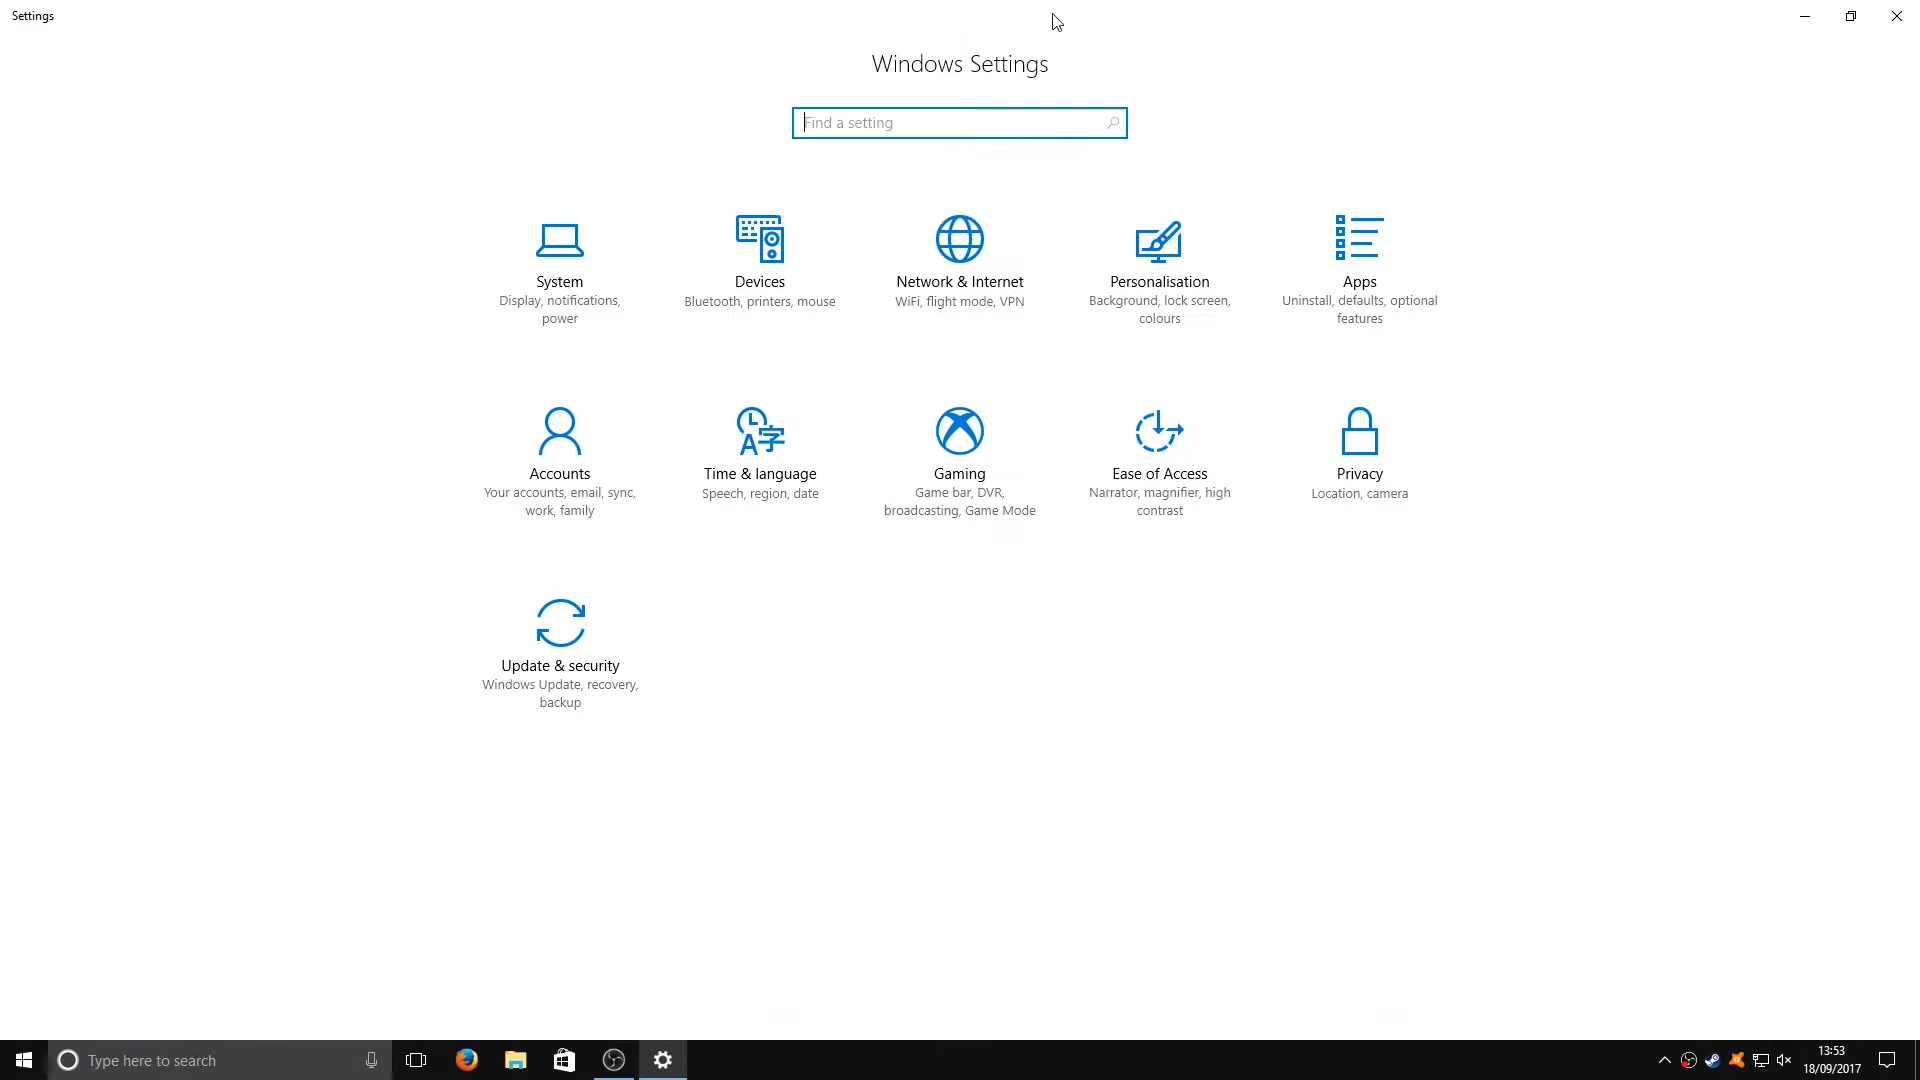 Settings
Windows Settings
Find a setting
System
Display, notifications,
power
Devices
Bluetooth, printers, mouse
Network & Internet
WiFi, flight mode, VPN
Personalisation
Background, lock screen,
colours
Apps
Uninstall, defaults, optional
features
Accounts
Your accounts, email, sync,
work, family
Time & language
Speech, region, date
Gaming
Game bar, DVR,
broadcasting, Game Mode
Ease of Access
Narrator, magnifier, high
contrast
Privacy
Location, camera
Update & security
Windows Update, recovery,
backup
Type here to search
13:53
18/09/2017